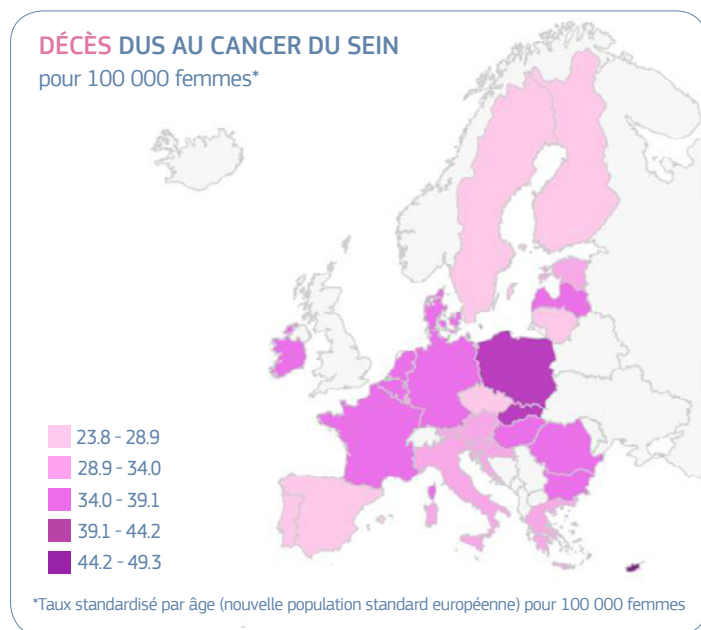 DÉCÈS DUS AU CANCER DU SEIN
pour 100 000 femmes*
23.8 - 28.9
28.9 - 34.0
34.0 - 39.1
39.1 - 44.2
44.2 - 49.3
*Taux standardisé par âge (nouvelle population standard européenne) pour 100 000 femmes